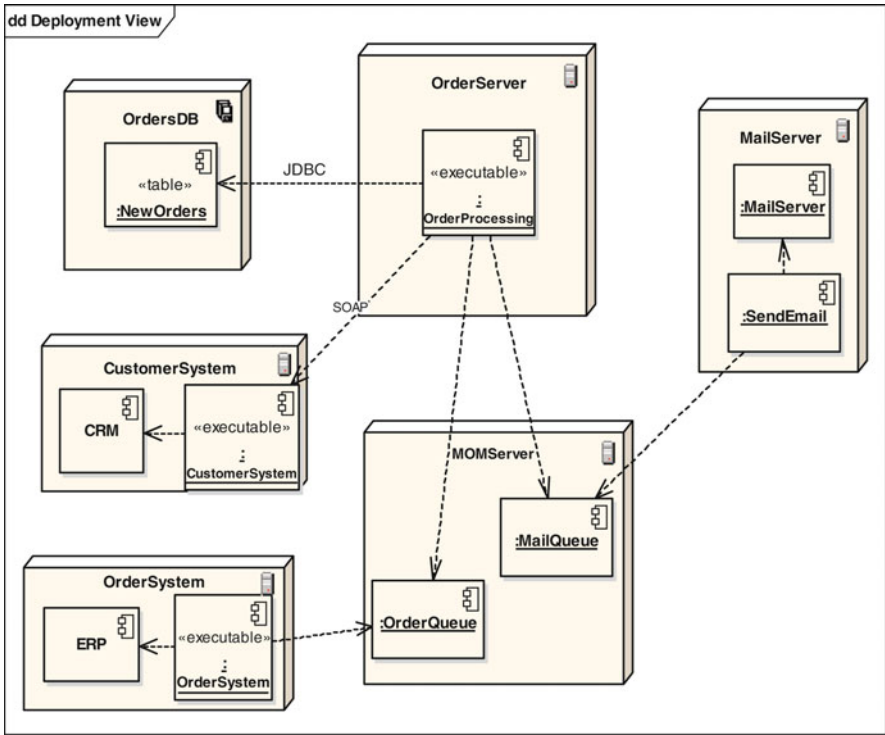 dd Deployment View
OrdersDB
«table»
:NewOrders
JDBC
OrderServer
«executable»
:
OrderProcessing
MailServer
:MailServer
:SendEmail
SOAP
CustomerSystem
CRM
«executable»
:
CustomerSystem
MOMServer
:MailQueue
:OrderQueue
OrderSystem
ERP
«executable»
:
OrderSystem